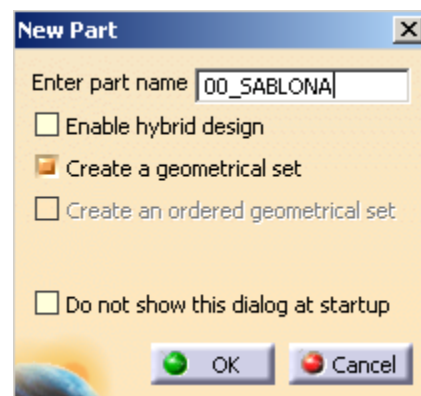 New Part
Enter part name 00_SABLONA
Enable hybrid design
Create a geometrical set
Create an ordered geometrical set
Do not show this dialog at startup
OK Cancel